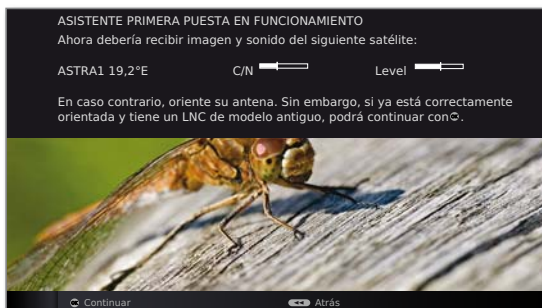 ASISTENTE PRIMERA PUESTA EN FUNCIONAMIENTO
Ahora debería recibir imagen y sonido del siguiente satélite:
ASTRA1 19,2°E C/N Level
En caso contrario, oriente su antena. Sin embargo, si ya está correctamente
orientada y tiene un LNC de modelo antiguo, podrá continuar con.
Continuar Atrás